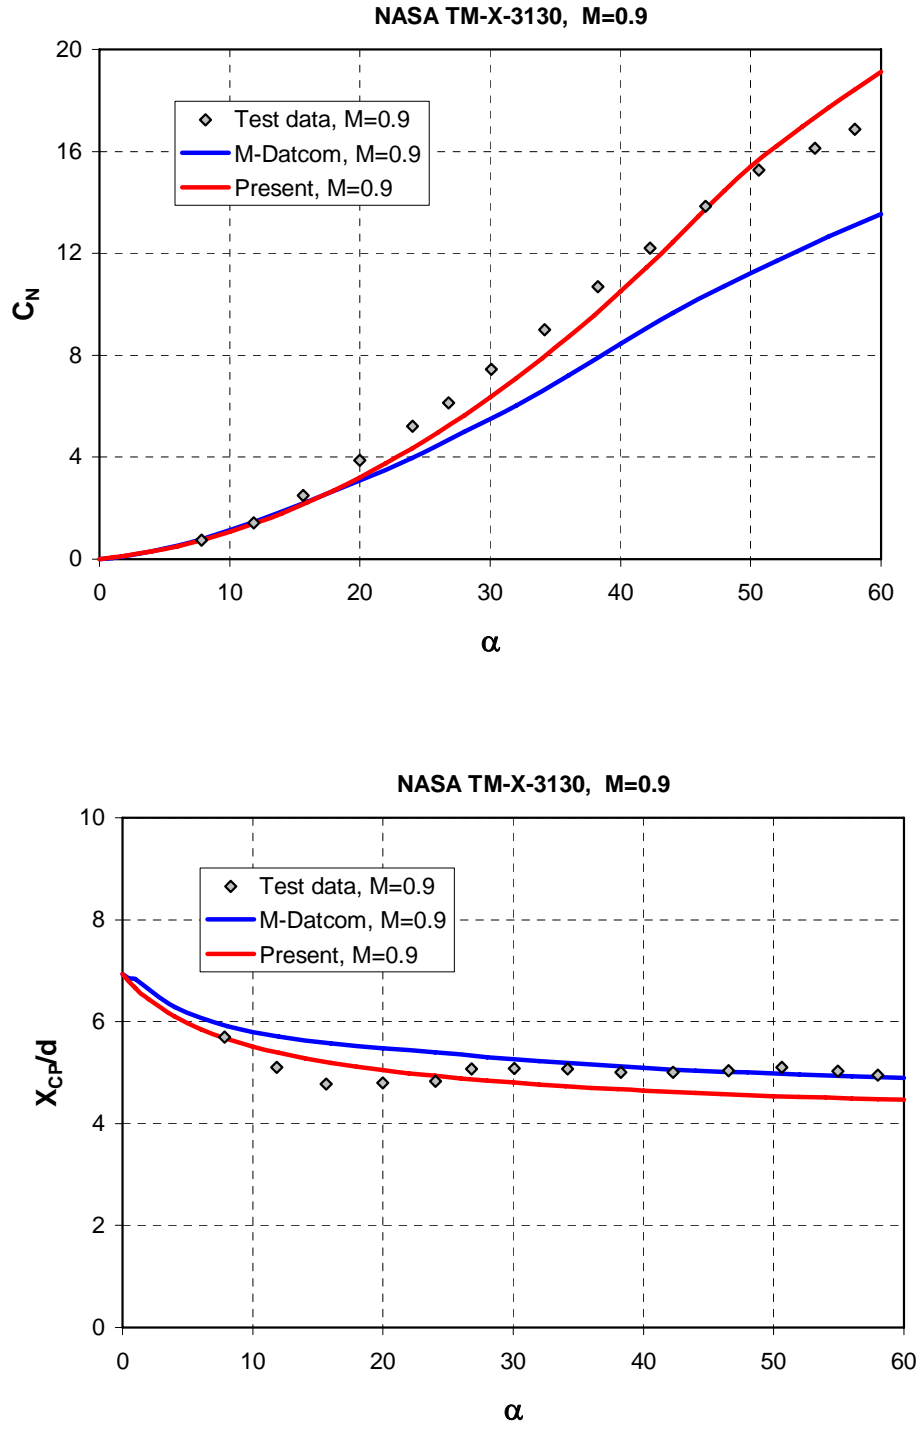 NASA TM-X-3130, M=0.9
20
16
12
8
4
0
C_N
Test data, M=0.9
M-Datcom, M=0.9
Present, M=0.9
0 10 20 30 40 50 60
α
NASA TM-X-3130, M=0.9
10
8
6
4
2
0
X_CP/d
Test data, M=0.9
M-Datcom, M=0.9
Present, M=0.9
0 10 20 30 40 50 60
α